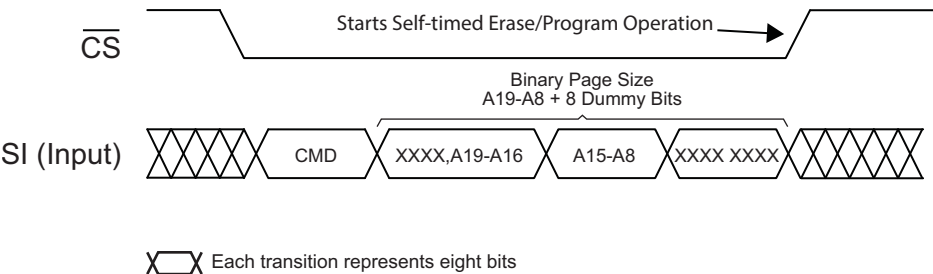 Starts Self-timed Erase/Program Operation
CS
Binary Page Size
A19-A8 + 8 Dummy Bits
SI (Input)
CMD
XXXX,A19-A16
A15-A8
XXXX XXXX
Each transition represents eight bits